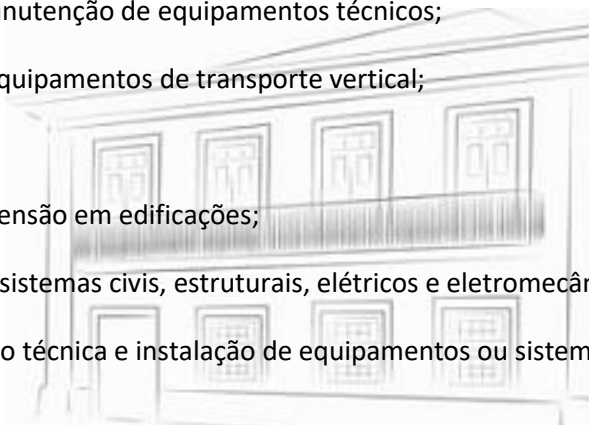 nutenção de equipamentos técnicos;
quipamentos de transporte vertical;
ensão em edificações;
sistemas civis, estruturais, elétricos e eletromecân
o técnica e instalação de equipamentos ou sistem